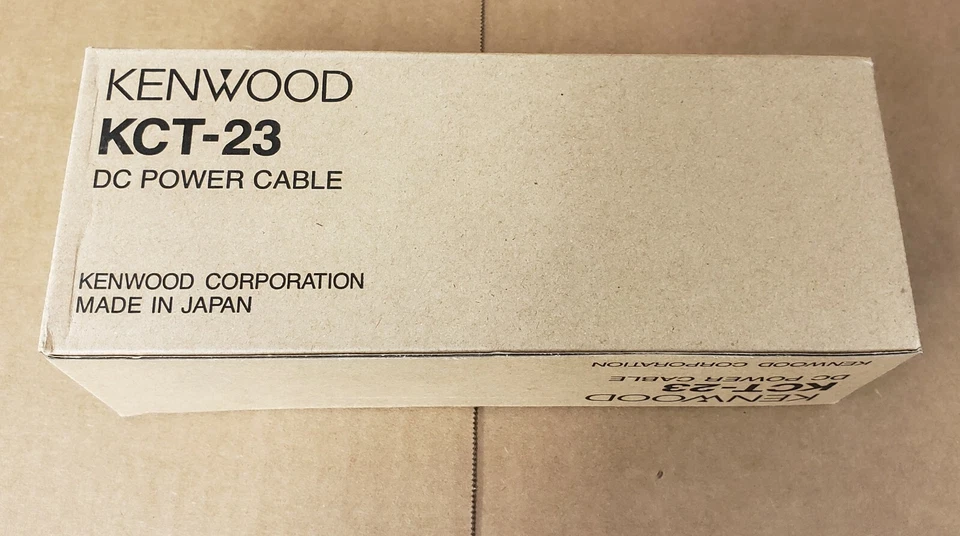 KENWOOD
KCT-23
DC POWER CABLE
KENWOOD CORPORATION
MADE IN JAPAN
KENWOOD
KCT-23
DC POWER CABLE
KENWOOD CORPORATION